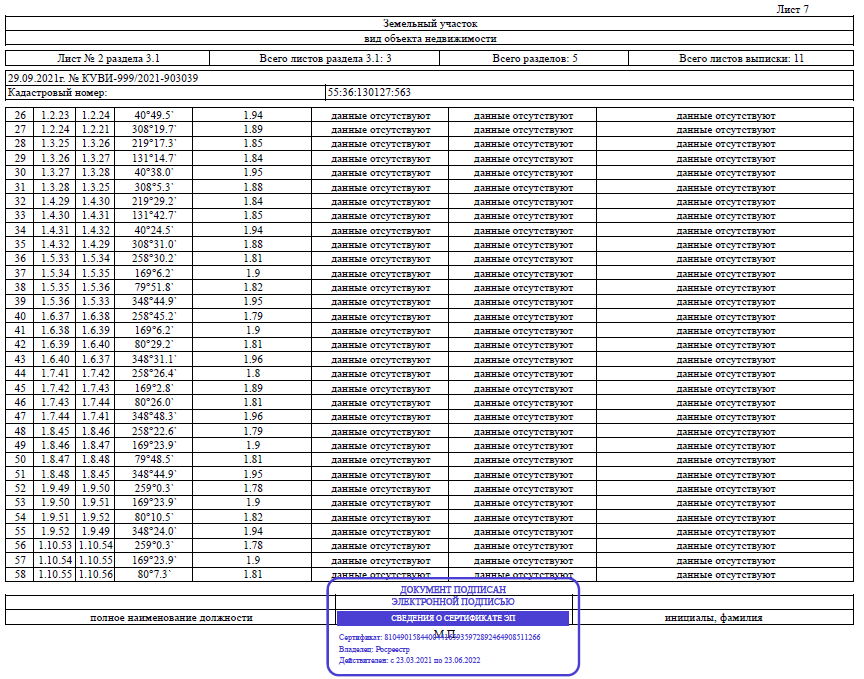 Лист 7
Земельный участок
вид объекта недвижимости
Лист № 2 раздела 3.1 Всего листов раздела 3.1: 3 Всего разделов: 5 Всего листов выписки: 11
29.09.2021г. № КУВИ-999/2021-903039
Кадастровый номер: 55:36:130127:563
26 1.2.23 1.2.24 40°49.5` 1.94 данные отсутствуют данные отсутствуют данные отсутствуют
27 1.2.24 1.2.21 308°19.7` 1.89 данные отсутствуют данные отсутствуют данные отсутствуют
28 1.3.25 1.3.26 219°17.3` 1.85 данные отсутствуют данные отсутствуют данные отсутствуют
29 1.3.26 1.3.27 131°14.7` 1.84 данные отсутствуют данные отсутствуют данные отсутствуют
30 1.3.27 1.3.28 40°38.0` 1.95 данные отсутствуют данные отсутствуют данные отсутствуют
31 1.3.28 1.3.25 308°5.3` 1.88 данные отсутствуют данные отсутствуют данные отсутствуют
32 1.4.29 1.4.30 219°29.2` 1.84 данные отсутствуют данные отсутствуют данные отсутствуют
33 1.4.30 1.4.31 131°42.7` 1.85 данные отсутствуют данные отсутствуют данные отсутствуют
34 1.4.31 1.4.32 40°24.5` 1.94 данные отсутствуют данные отсутствуют данные отсутствуют
35 1.4.32 1.4.29 308°31.0` 1.88 данные отсутствуют данные отсутствуют данные отсутствуют
36 1.5.33 1.5.34 258°30.2` 1.81 данные отсутствуют данные отсутствуют данные отсутствуют
37 1.5.34 1.5.35 169°6.2` 1.9 данные отсутствуют данные отсутствуют данные отсутствуют
38 1.5.35 1.5.36 79°51.8` 1.82 данные отсутствуют данные отсутствуют данные отсутствуют
39 1.5.36 1.5.33 348°44.9` 1.95 данные отсутствуют данные отсутствуют данные отсутствуют
40 1.6.37 1.6.38 258°45.2` 1.79 данные отсутствуют данные отсутствуют данные отсутствуют
41 1.6.38 1.6.39 169°6.2` 1.9 данные отсутствуют данные отсутствуют данные отсутствуют
42 1.6.39 1.6.40 80°29.2` 1.81 данные отсутствуют данные отсутствуют данные отсутствуют
43 1.6.40 1.6.37 348°31.1` 1.96 данные отсутствуют данные отсутствуют данные отсутствуют
44 1.7.41 1.7.42 258°26.4` 1.8 данные отсутствуют данные отсутствуют данные отсутствуют
45 1.7.42 1.7.43 169°2.8` 1.89 данные отсутствуют данные отсутствуют данные отсутствуют
46 1.7.43 1.7.44 80°26.0` 1.81 данные отсутствуют данные отсутствуют данные отсутствуют
47 1.7.44 1.7.41 348°48.3` 1.96 данные отсутствуют данные отсутствуют данные отсутствуют
48 1.8.45 1.8.46 258°22.6` 1.79 данные отсутствуют данные отсутствуют данные отсутствуют
49 1.8.46 1.8.47 169°23.9` 1.9 данные отсутствуют данные отсутствуют данные отсутствуют
50 1.8.47 1.8.48 79°48.5` 1.81 данные отсутствуют данные отсутствуют данные отсутствуют
51 1.8.48 1.8.45 348°44.9` 1.95 данные отсутствуют данные отсутствуют данные отсутствуют
52 1.9.49 1.9.50 259°0.3` 1.78 данные отсутствуют данные отсутствуют данные отсутствуют
53 1.9.50 1.9.51 169°23.9` 1.9 данные отсутствуют данные отсутствуют данные отсутствуют
54 1.9.51 1.9.52 80°10.5` 1.82 данные отсутствуют данные отсутствуют данные отсутствуют
55 1.9.52 1.9.49 348°24.0` 1.94 данные отсутствуют данные отсутствуют данные отсутствуют
56 1.10.53 1.10.54 259°0.3` 1.78 данные отсутствуют данные отсутствуют данные отсутствуют
57 1.10.54 1.10.55 169°23.9` 1.9 данные отсутствуют данные отсутствуют данные отсутствуют
58 1.10.55 1.10.56 80°7.3` 1.81 данные отсутствуют данные отсутствуют данные отсутствуют
ДОКУМЕНТ ПОДПИСАН
ЭЛЕКТРОННОЙ ПОДПИСЬЮ
полное наименование должности СВЕДЕНИЯ О СЕРТИФИКАТЕ ЭП инициалы, фамилия
М.П.
Сертификат:
Владелец: Росреестр
Действителен: с 23.03.2021 по 23.06.2022